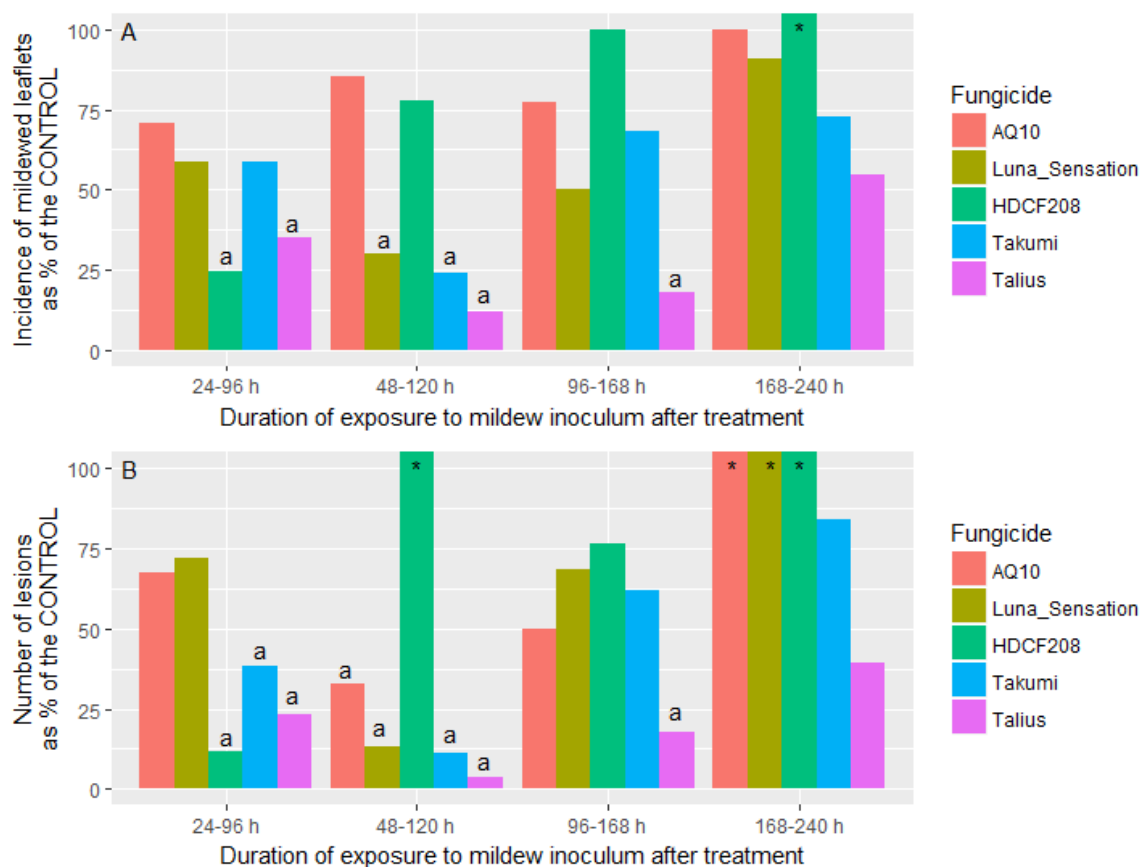 A
Incidence of mildewed leaflets
as % of the CONTROL
100
75
50
25
0
a a
a a a
a
*
24-96 h 48-120 h 96-168 h 168-240 h
Duration of exposure to mildew inoculum after treatment
Fungicide
AQ10
Luna_Sensation
HDCF208
Takumi
Talius
B
Number of lesions
as % of the CONTROL
100
75
50
25
0
a a a
a a * a a
a
* * *
24-96 h 48-120 h 96-168 h 168-240 h
Duration of exposure to mildew inoculum after treatment
Fungicide
AQ10
Luna_Sensation
HDCF208
Takumi
Talius